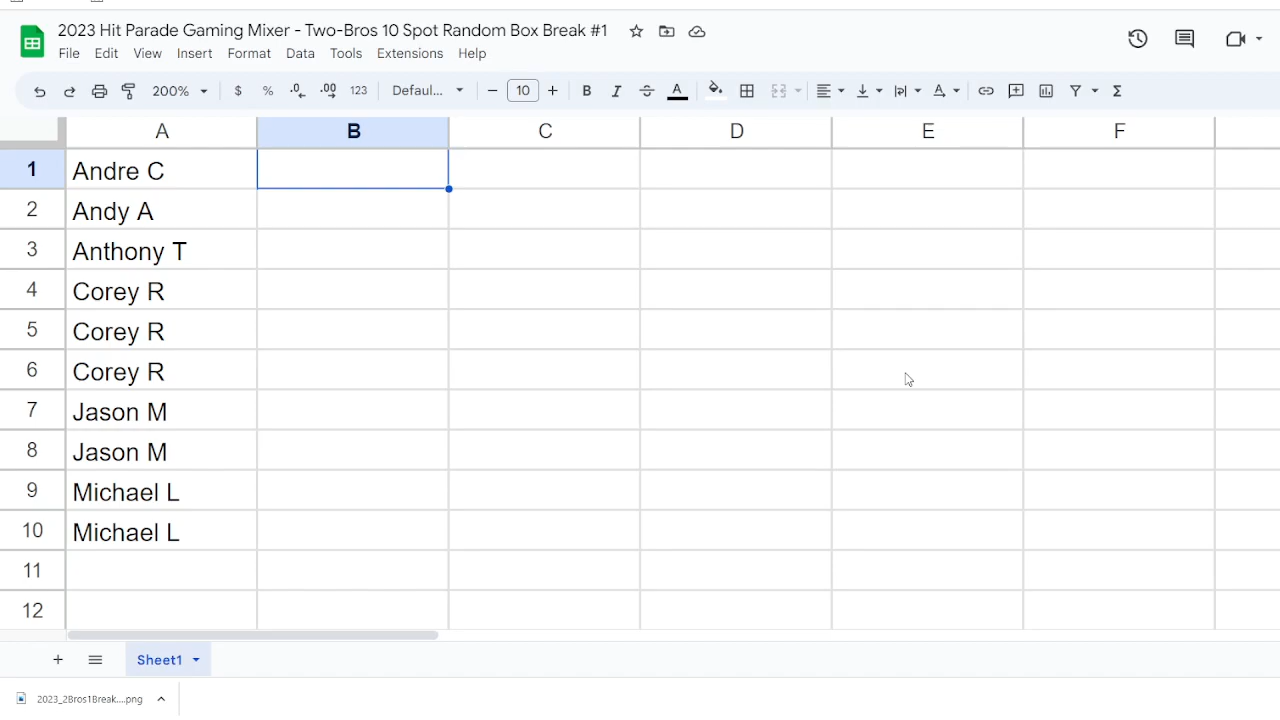 2023 Hit Parade Gaming Mixer - Two-Bros 10 Spot Random Box Break #1
File Edit View Insert Format Data Tools Extensions Help
200% $ % .0 .00 123 Defaul... 10 B I A
A B C D E F
1 Andre C
2 Andy A
3 Anthony T
4 Corey R
5 Corey R
6 Corey R
7 Jason M
8 Jason M
9 Michael L
10 Michael L
11
12
Sheet1
2023_2Bros1Break....png